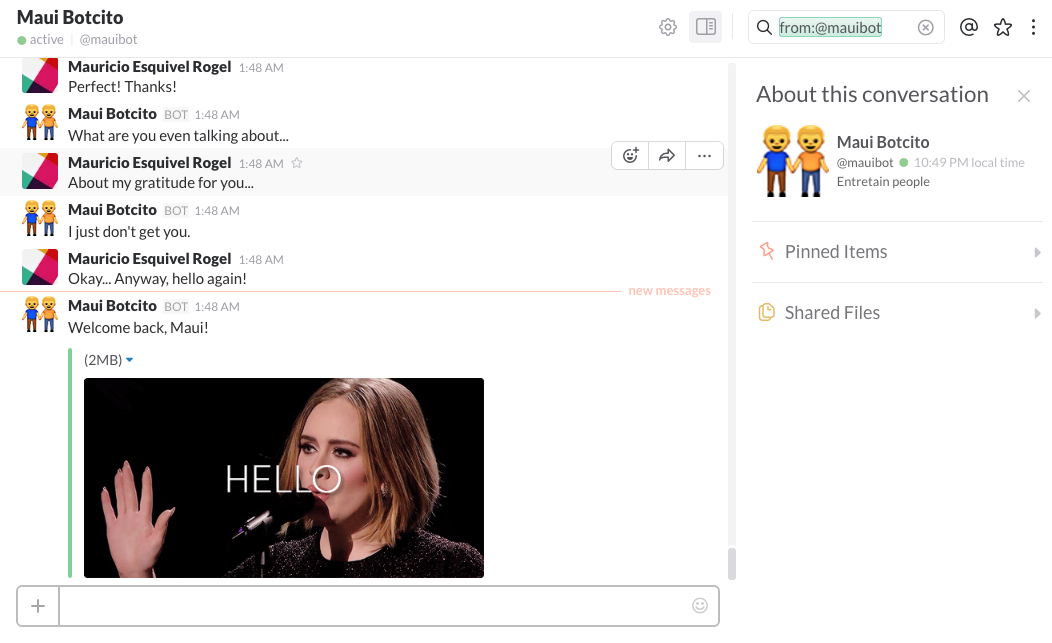 Maui Botcito
active | @mauibot
from:@mauibot
Mauricio Esquivel Rogel 1:48 AM
Perfect! Thanks!
Maui Botcito BOT 1:48 AM
What are you even talking about...
Mauricio Esquivel Rogel 1:48 AM
About my gratitude for you...
Maui Botcito BOT 1:48 AM
I just don't get you.
Mauricio Esquivel Rogel 1:48 AM
Okay... Anyway, hello again!
new messages
Maui Botcito BOT 1:48 AM
Welcome back, Maui!
(2MB)
HELLO
About this conversation
Maui Botcito
@mauibot 10:49 PM local time
Entretain people
Pinned Items
Shared Files